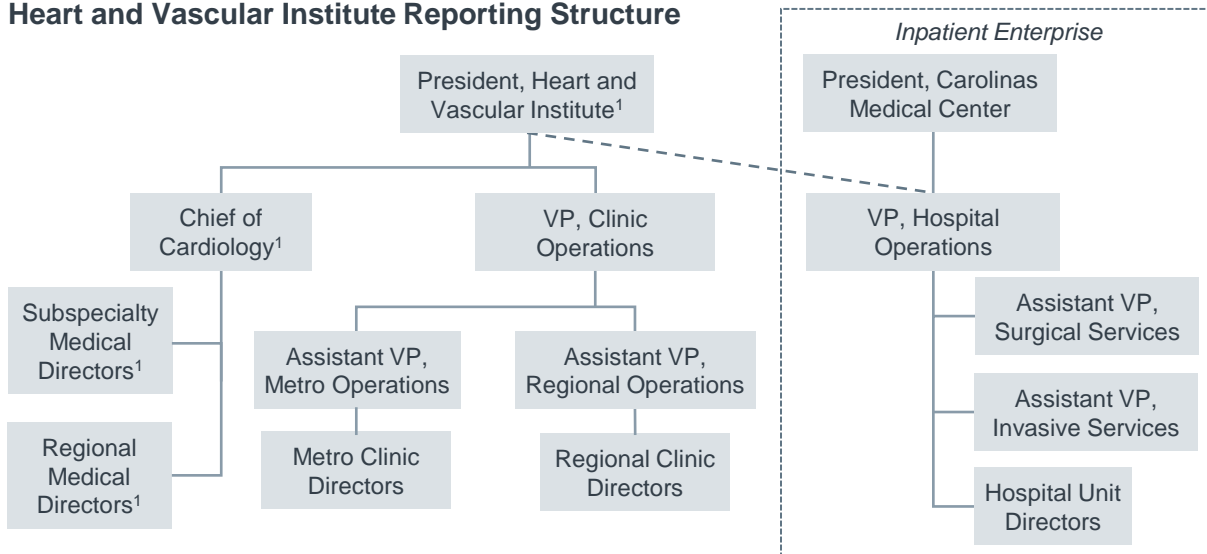 Heart and Vascular Institute Reporting Structure
Inpatient Enterprise
President, Heart and
Vascular Institute¹
President, Carolinas
Medical Center
Chief of
Cardiology¹
VP, Clinic
Operations
VP, Hospital
Operations
Subspecialty
Medical
Directors¹
Assistant VP,
Metro Operations
Assistant VP,
Regional Operations
Assistant VP,
Surgical Services
Assistant VP,
Invasive Services
Regional
Medical
Directors¹
Metro Clinic
Directors
Regional Clinic
Directors
Hospital Unit
Directors